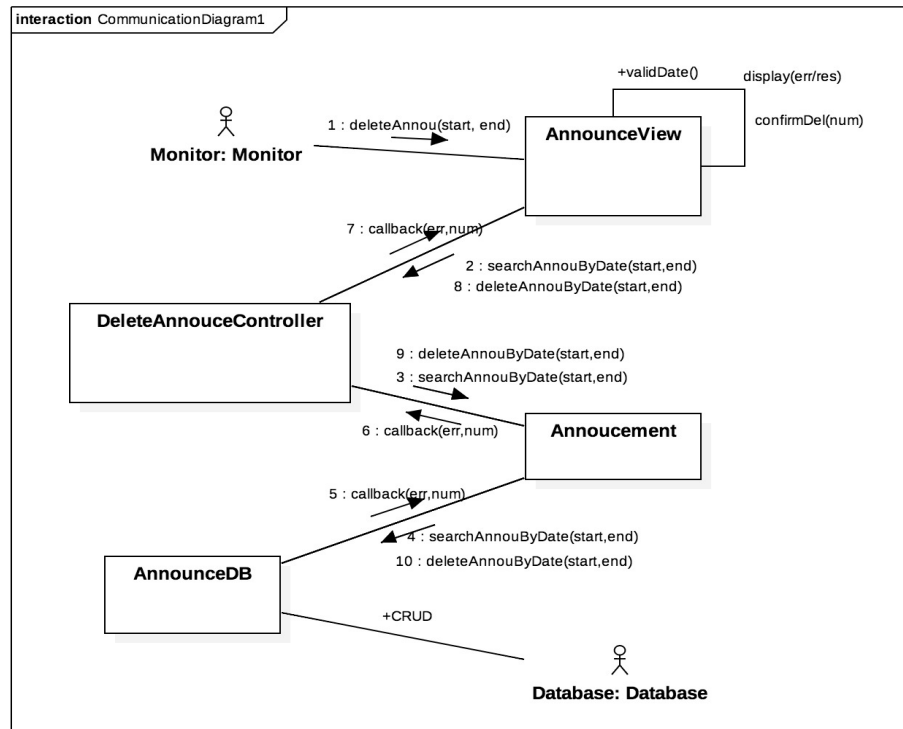 interaction CommunicationDiagram1
+validDate()
display(err/res)
1 : deleteAnnou(start, end)
AnnounceView
confirmDel(num)
Monitor: Monitor
7 : callback(err,num)
2 : searchAnnouByDate(start,end)
8 : deleteAnnouByDate(start,end)
DeleteAnnouceController
9 : deleteAnnouByDate(start,end)
3 : searchAnnouByDate(start,end)
6 : callback(err,num)
Annoucement
5 : callback(err,num)
4 : searchAnnouByDate(start,end)
10 : deleteAnnouByDate(start,end)
AnnounceDB
+CRUD
Database: Database